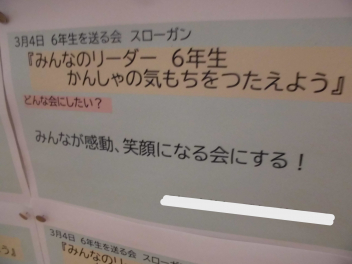 3月4日 6年生を送る会 スローガン
『みんなのリーダー 6年生
かんしゃの気もちをつたえよう』
どんな会にしたい？
みんなが感動、笑顔になる会にする！
3月4日 6年生を送る会 スローガン
『みんなのリ